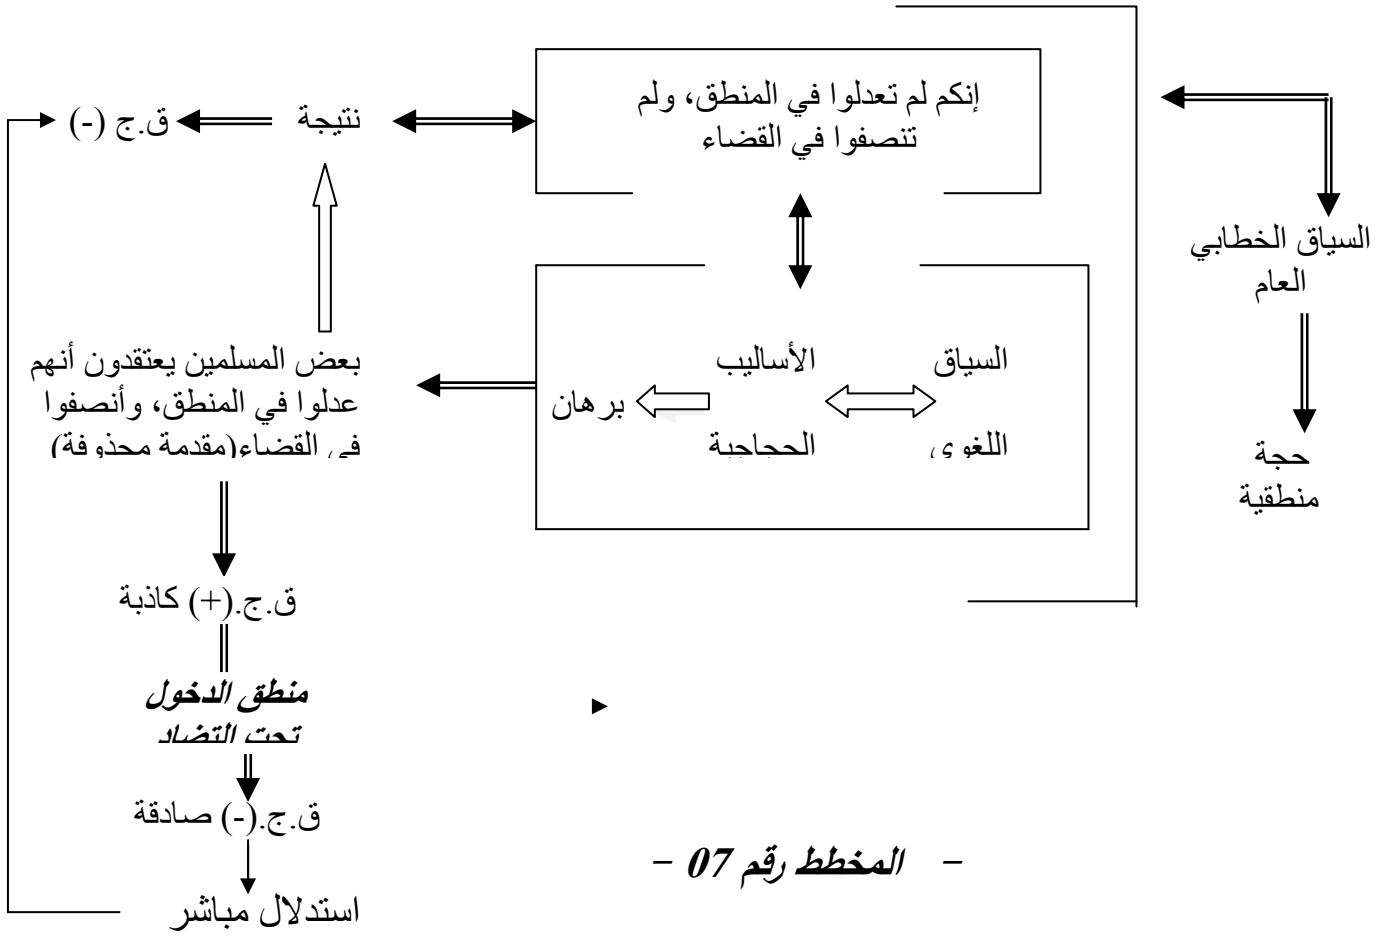 إنكم لم تعدلوا في المنطق، ولم
تنصفوا في القضاء
نتيجة
ق.ج (-)
السياق الخطابي
العام
حجة
منطقية
السياق
اللغوي
الأساليب
الحجاجية
برهان
بعض المسلمين يعتقدون أنهم
عدلوا في المنطق، وأنصفوا
في القضاء(مقدمة محذوفة)
ق.ج.(+) كاذبة
منطق الدخول
تحت التضاد
ق.ج.(-) صادقة
استدلال مباشر
- المخطط رقم 07 -